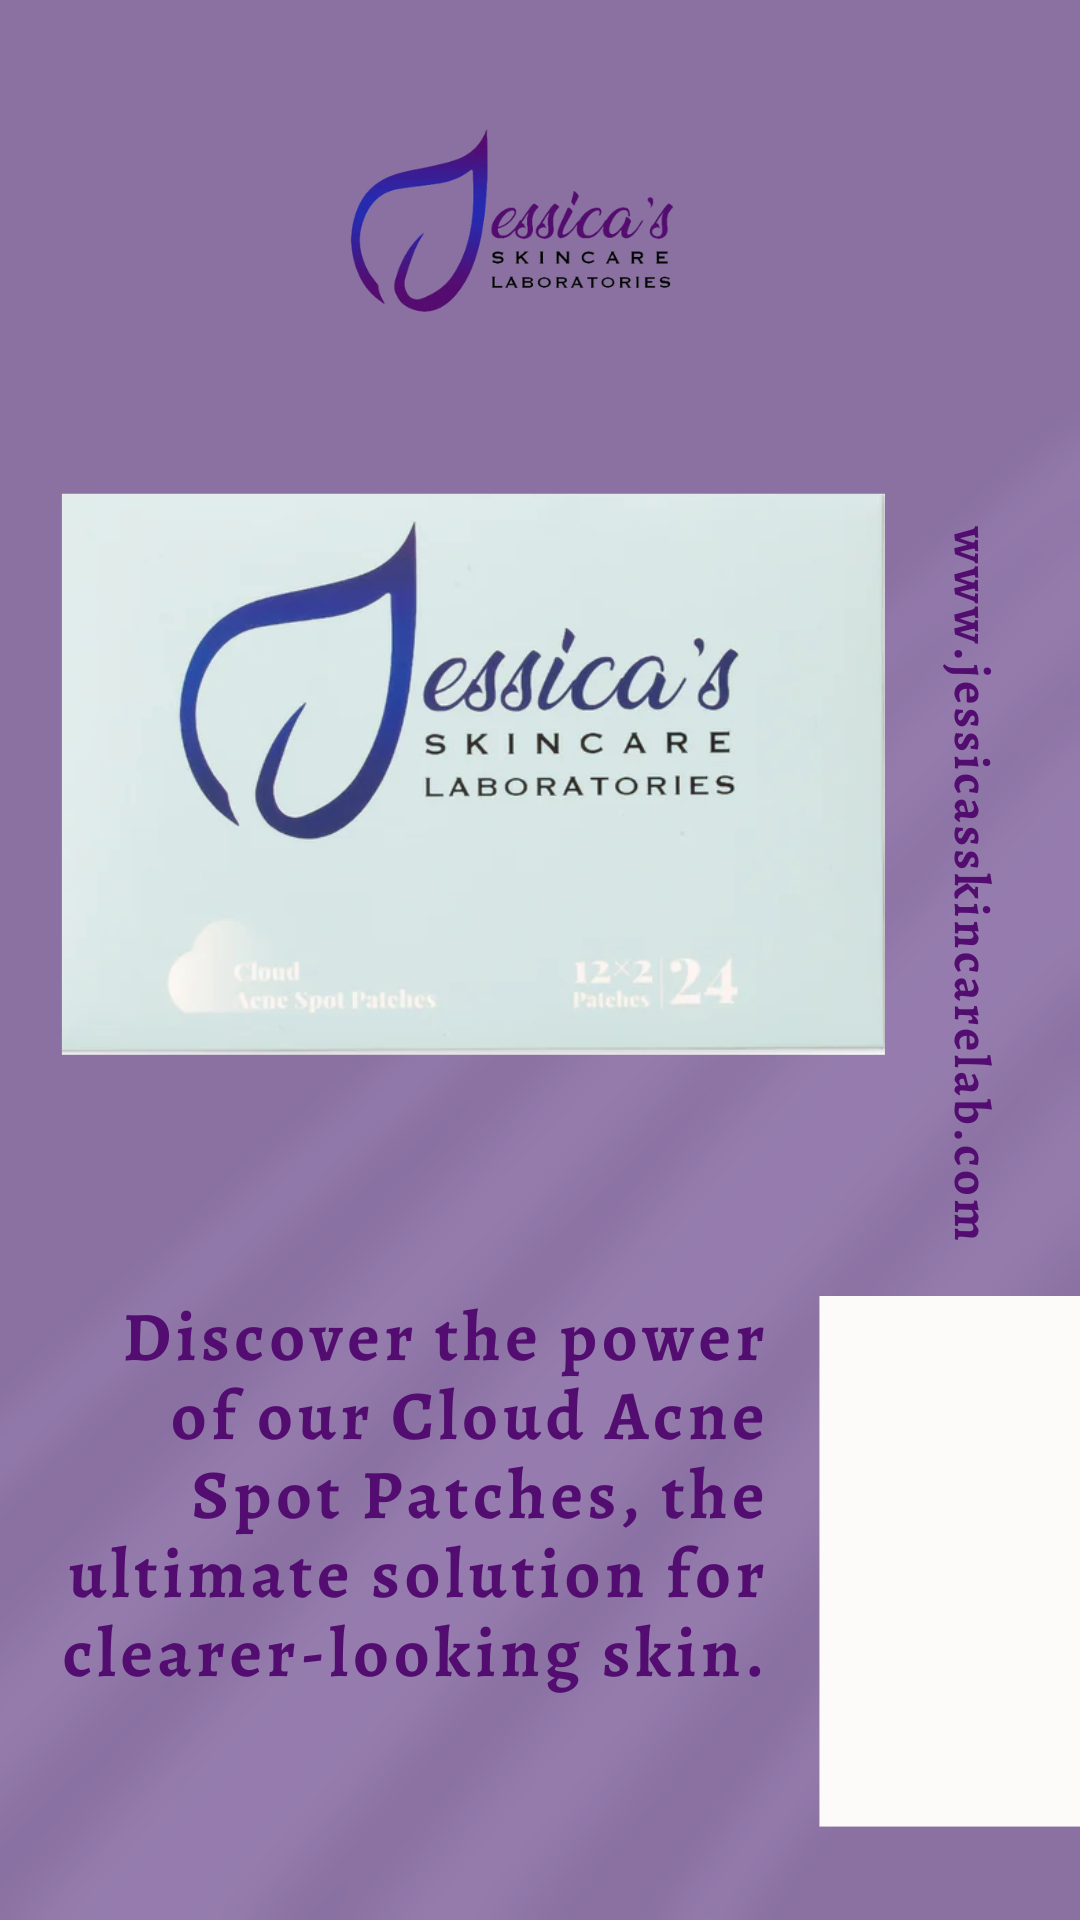 Jessica's
SKINCARE
LABORATORIES
Jessica's
SKINCARE
LABORATORIES
Cloud
Acne Spot Patches
12×2
Patches
24
www.jessicasskincarelab.com
Discover the power
of our Cloud Acne
Spot Patches, the
ultimate solution for
clearer-looking skin.